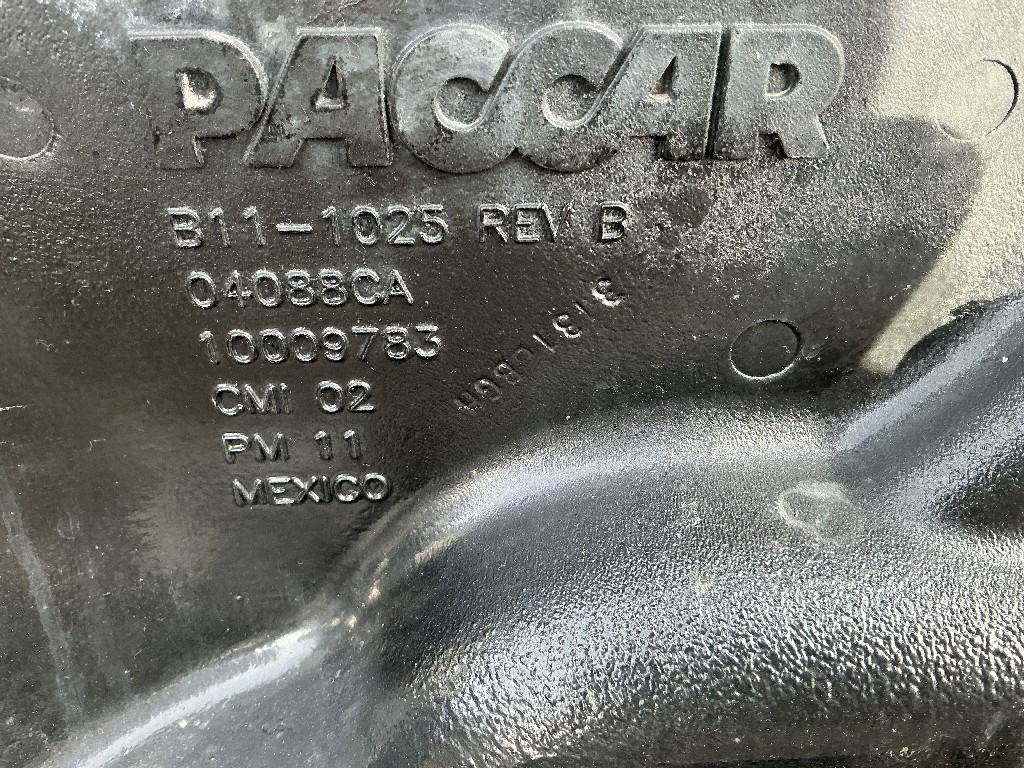 PACCAR
B11-1025 REV B
04088CA
10009783
CMI 02
PM 11
MEXICO